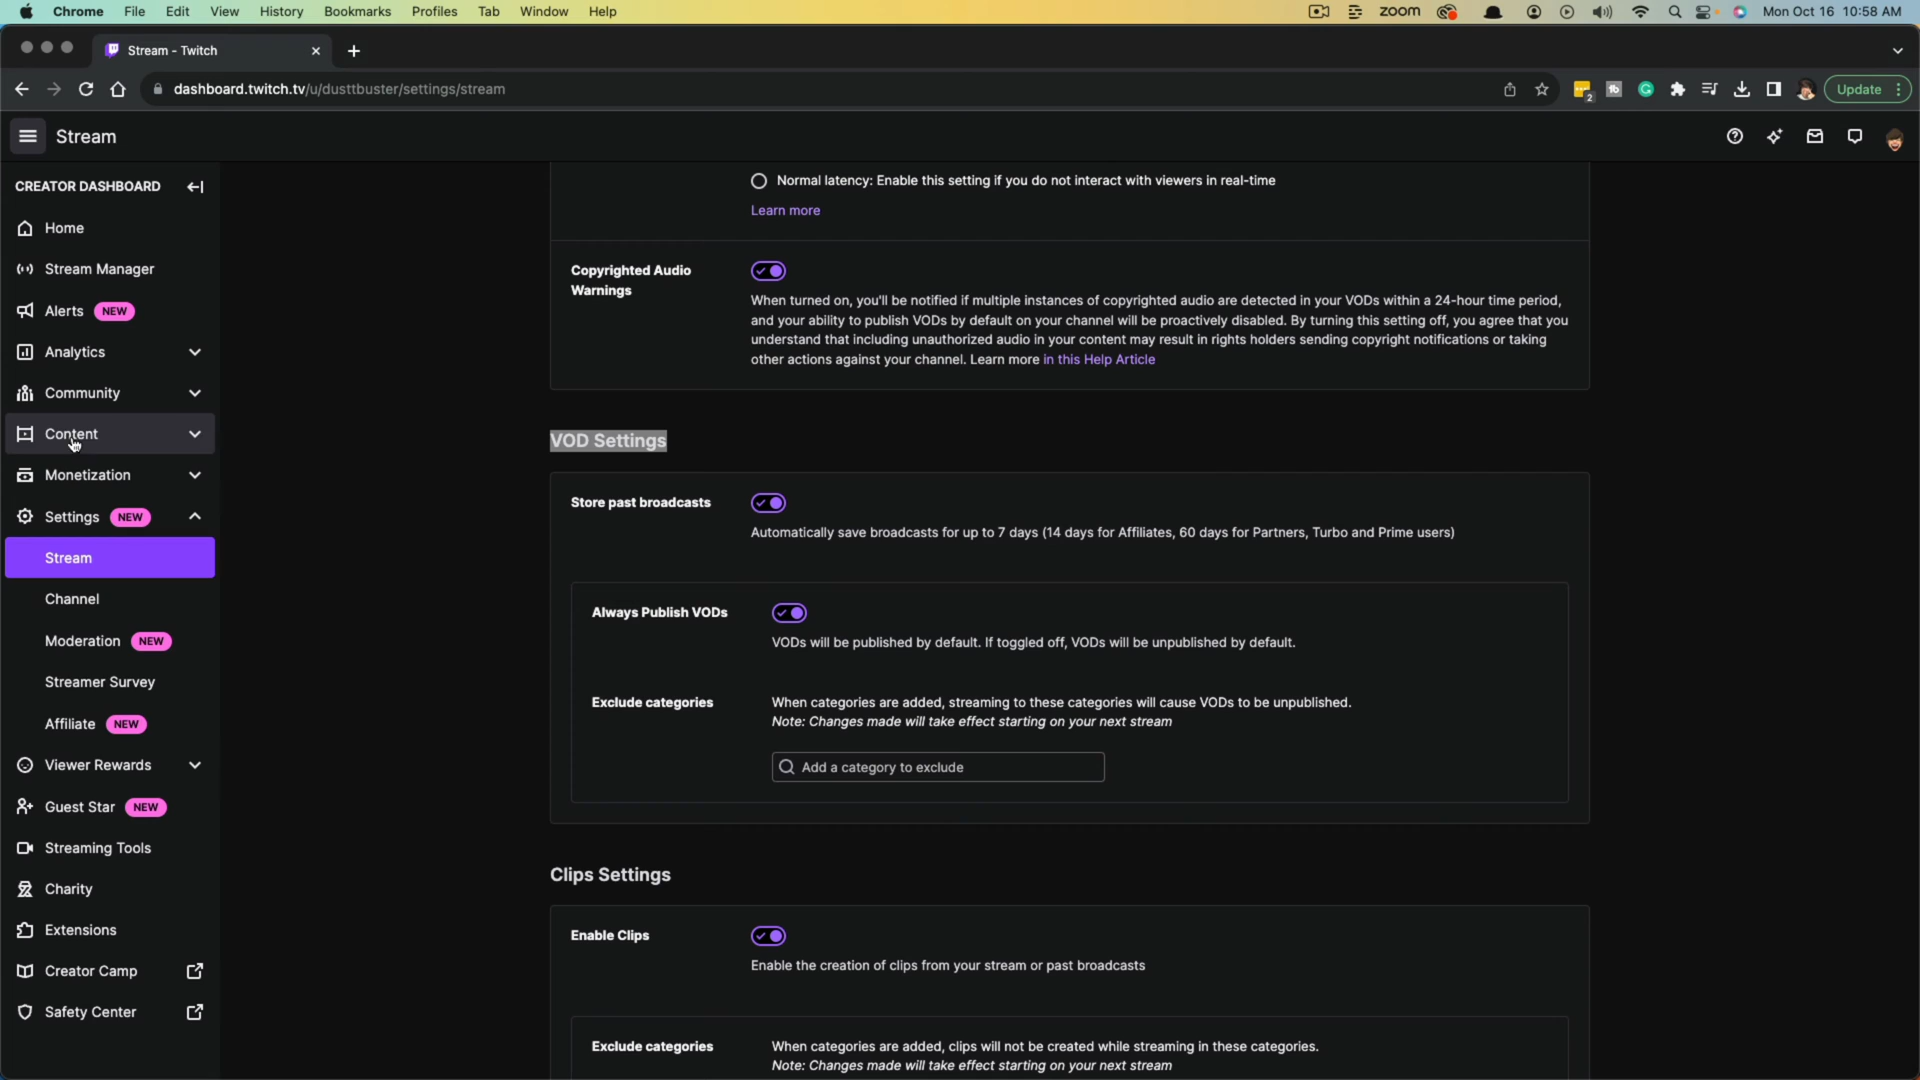 Chrome File Edit View History Bookmarks Profiles Tab Window Help zoom Mon Oct 16 10:58 AM
Stream - Twitch
dashboard.twitch.tv/u/dusttbuster/settings/stream 2 Update
Stream
CREATOR DASHBOARD
Home
Stream Manager
Alerts NEW
Analytics
Community
Content
Monetization
Settings NEW
Stream
Channel
Moderation NEW
Streamer Survey
Affiliate NEW
Viewer Rewards
Guest Star NEW
Streaming Tools
Charity
Extensions
Creator Camp
Safety Center
Normal latency: Enable this setting if you do not interact with viewers in real-time
Learn more
Copyrighted Audio
Warnings
When turned on, you'll be notified if multiple instances of copyrighted audio are detected in your VODs within a 24-hour time period,
and your ability to publish VODs by default on your channel will be proactively disabled. By turning this setting off, you agree that you
understand that including unauthorized audio in your content may result in rights holders sending copyright notifications or taking
other actions against your channel. Learn more in this Help Article
VOD Settings
Store past broadcasts
Automatically save broadcasts for up to 7 days (14 days for Affiliates, 60 days for Partners, Turbo and Prime users)
Always Publish VODs
VODs will be published by default. If toggled off, VODs will be unpublished by default.
Exclude categories
When categories are added, streaming to these categories will cause VODs to be unpublished.
Note: Changes made will take effect starting on your next stream
Add a category to exclude
Clips Settings
Enable Clips
Enable the creation of clips from your stream or past broadcasts
Exclude categories
When categories are added, clips will not be created while streaming in these categories.
Note: Changes made will take effect starting on your next stream